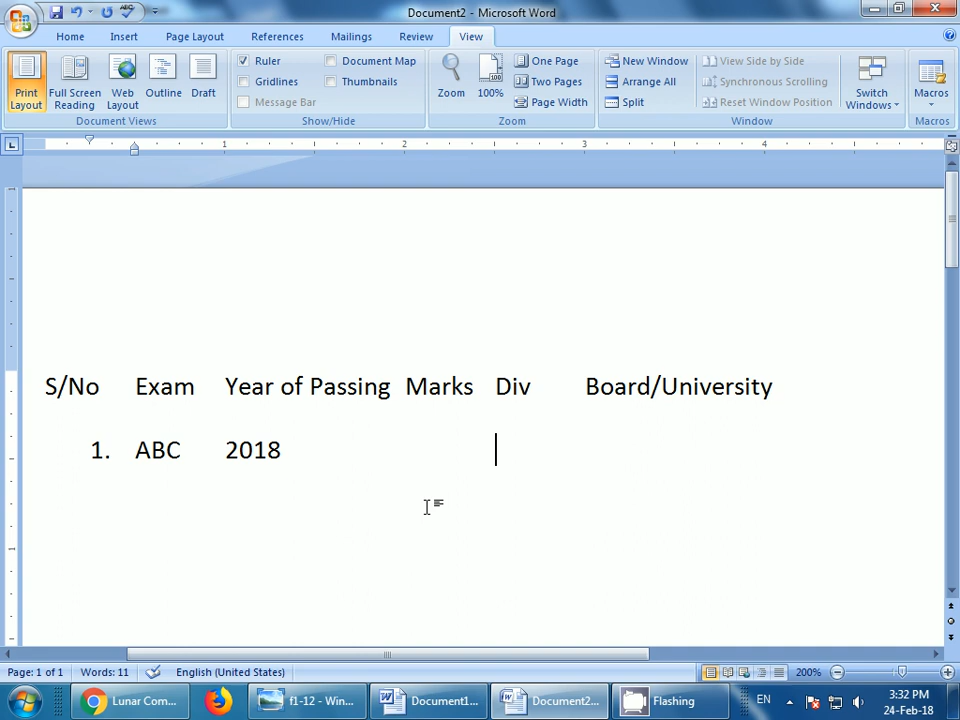 Document2 - Microsoft Word
ABC
Home Insert Page Layout References Mailings Review View
Print Layout
Full Screen Reading
Web Layout
Outline
Draft
Document Views
Ruler
Gridlines
Message Bar
Document Map
Thumbnails
Show/Hide
Zoom
100%
One Page
Two Pages
Page Width
Zoom
New Window
Arrange All
Split
View Side by Side
Synchronous Scrolling
Reset Window Position
Switch Windows
Window
Macros
Macros
1 2 3 4
S/No Exam Year of Passing Marks Div Board/University
1. ABC 2018
Page: 1 of 1 Words: 11 English (United States) 200%
Lunar Com... f1-12 - Win... Document1... Document2... Flashing EN 3:32 PM
24-Feb-18